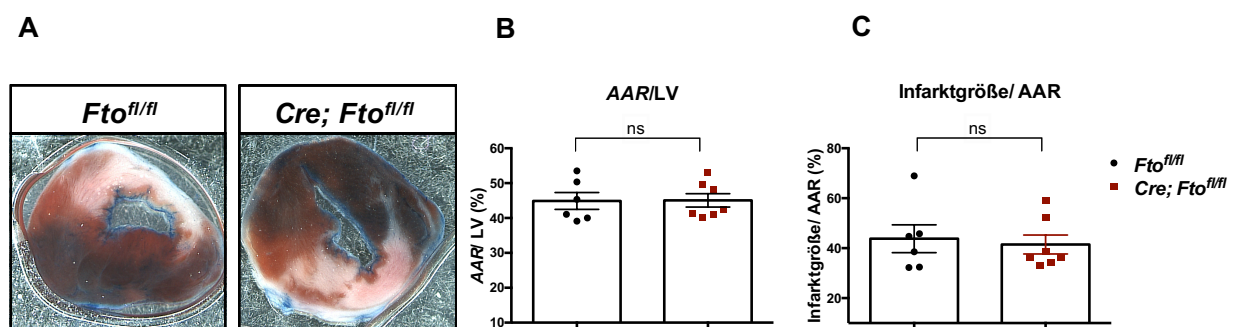 A
B
C
Fto^fl/fl
Cre; Fto^fl/fl
AAR/LV
ns
60
50
40
30
20
10
AAR/ LV (%)
Infarktgröße/ AAR
ns
80
60
40
20
Infarktgröße/ AAR (%)
Fto^fl/fl
Cre; Fto^fl/fl